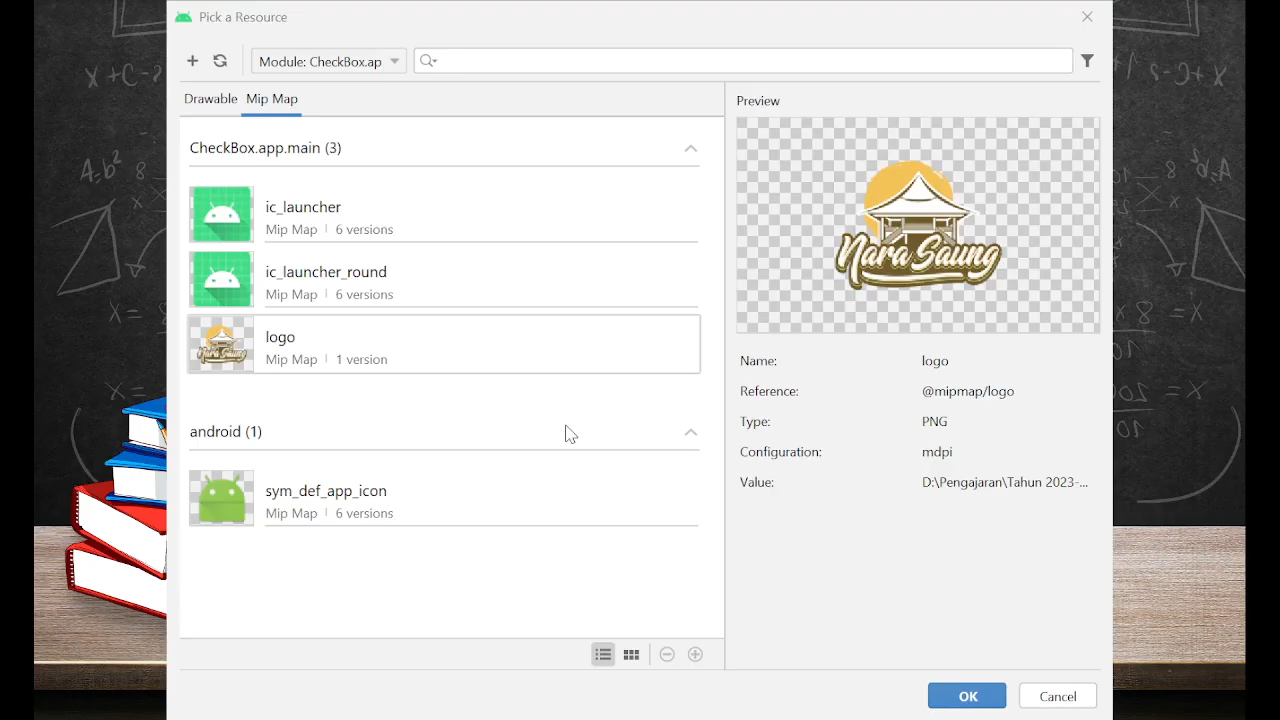 Pick a Resource
Module: CheckBox.ap
Drawable Mip Map
CheckBox.app.main (3)
ic_launcher
Mip Map 6 versions
ic_launcher_round
Mip Map 6 versions
logo
Mip Map 1 version
android (1)
sym_def_app_icon
Mip Map 6 versions
Preview
Nara Saung
Name: logo
Reference: @mipmap/logo
Type: PNG
Configuration: mdpi
Value: D:\Pengajaran\Tahun 2023-...
OK Cancel